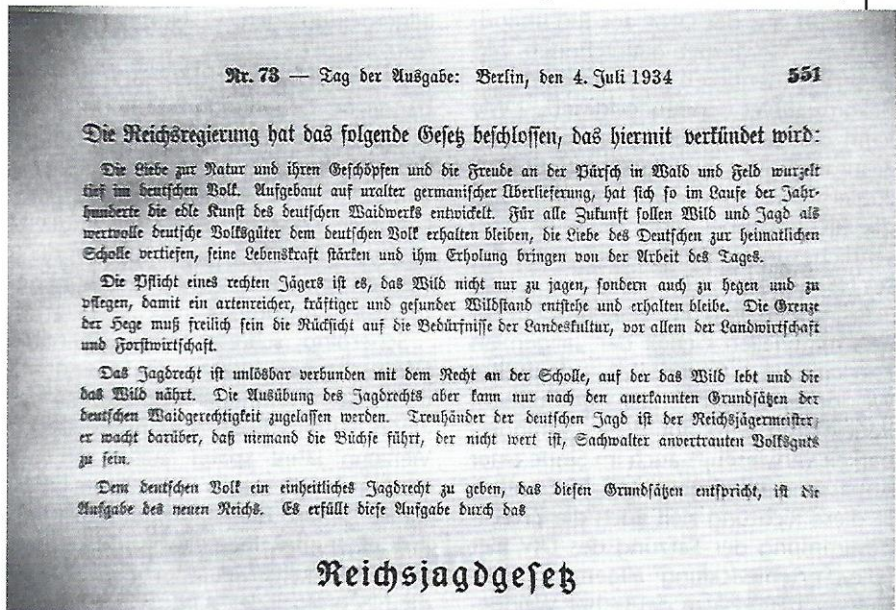 Nr. 73 — Tag der Ausgabe: Berlin, den 4. Juli 1934 551
Die Reichsregierung hat das folgende Gesetz beschlossen, das hiermit verkündet wird:
Die Liebe zur Natur und ihren Geschöpfen und die Freude an der Pürsch in Wald und Feld wurzelt
tief im deutschen Volk. Aufgebaut auf uralter germanischer Überlieferung, hat sich so im Laufe der Jahr-
hunderte die edle Kunst des deutschen Waidwerks entwickelt. Für alle Zukunft sollen Wild und Jagd als
wertvolle deutsche Volksgüter dem deutschen Volk erhalten bleiben, die Liebe des Deutschen zur heimatlichen
Scholle vertiefen, seine Lebenskraft stärken und ihm Erholung bringen von der Arbeit des Tages.
Die Pflicht eines rechten Jägers ist es, das Wild nicht nur zu jagen, sondern auch zu hegen und zu
pflegen, damit ein artenreicher, kräftiger und gesunder Wildstand entstehe und erhalten bleibe. Die Grenze
der Hege muß freilich sein die Rücksicht auf die Bedürfnisse der Landeskultur, vor allem der Landwirtschaft
und Forstwirtschaft.
Das Jagdrecht ist unlösbar verbunden mit dem Recht an der Scholle, auf der das Wild lebt und die
das Wild nährt. Die Ausübung des Jagdrechts aber kann nur nach den anerkannten Grundsätzen der
deutschen Waidgerechtigkeit zugelassen werden. Treuhänder der deutschen Jagd ist der Reichsjägermeister;
er wacht darüber, daß niemand die Büchse führt, der nicht wert ist, Sachwalter anvertrauten Volksguts
zu sein.
Dem deutschen Volk ein einheitliches Jagdrecht zu geben, das diesen Grundsätzen entspricht, ist die
Aufgabe des neuen Reichs. Es erfüllt diese Aufgabe durch das
Reichsjagdgesetz